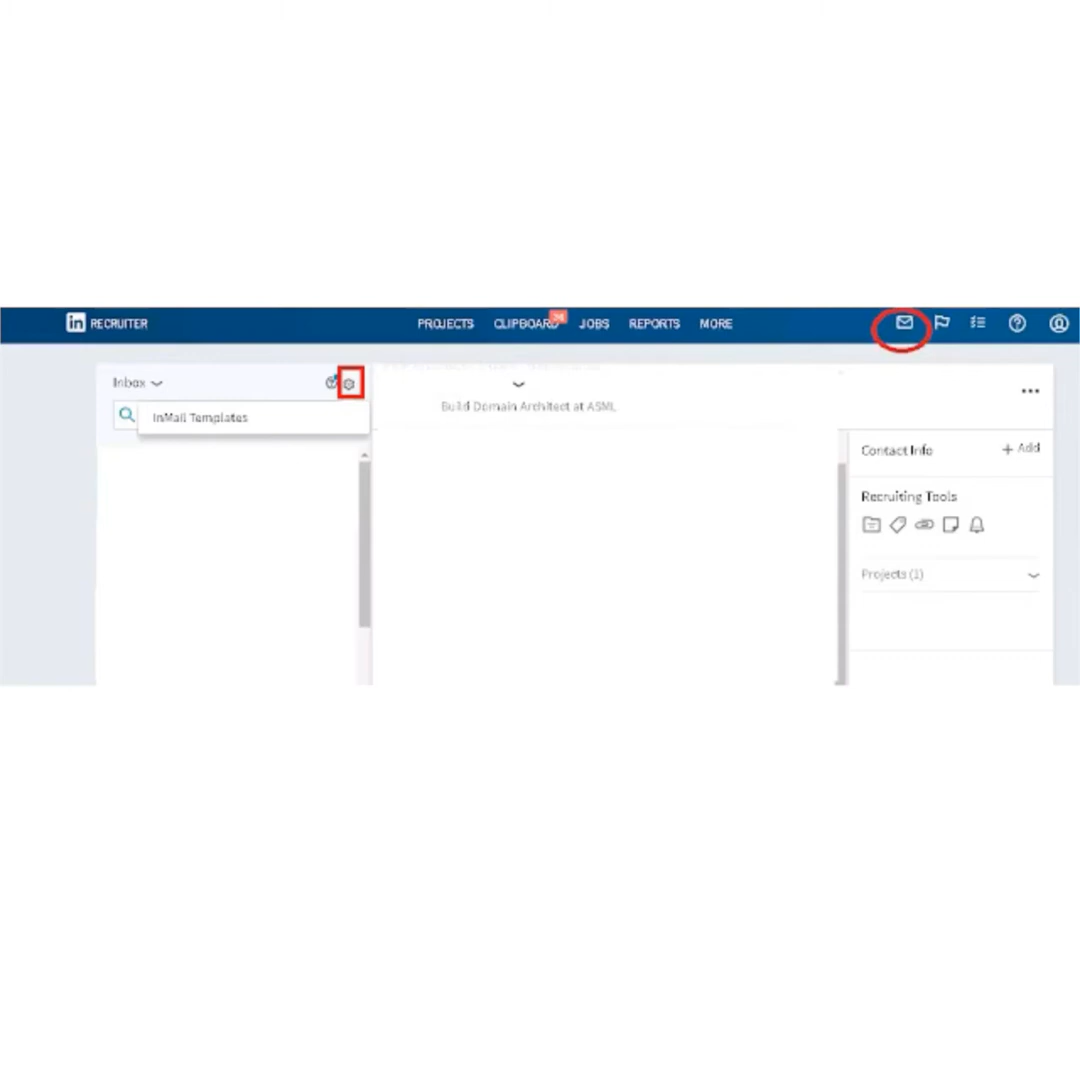 in RECRUITER
PROJECTS CLIPBOARD JOBS REPORTS MORE
Inbox
InMail Templates
Build Domain Architect at ASML
Contact Info + Add
Recruiting Tools
Projects (1)